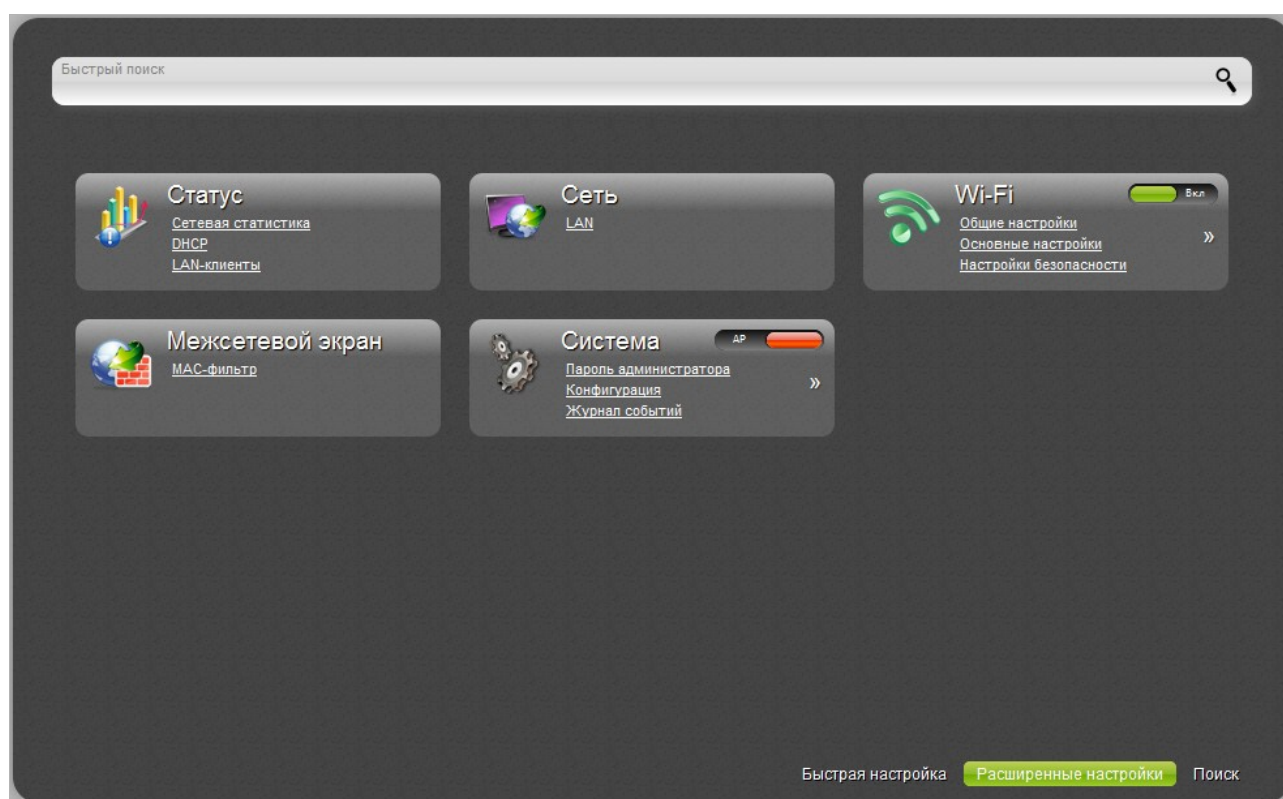 Быстрый поиск
Статус
Сетевая статистика
DHCP
LAN-клиенты
Сеть
LAN
Wi-Fi
Вкл
Общие настройки
Основные настройки
Настройки безопасности
»
Межсетевой экран
MAC-фильтр
Система
AP
Пароль администратора
Конфигурация
Журнал событий
»
Быстрая настройка
Расширенные настройки
Поиск